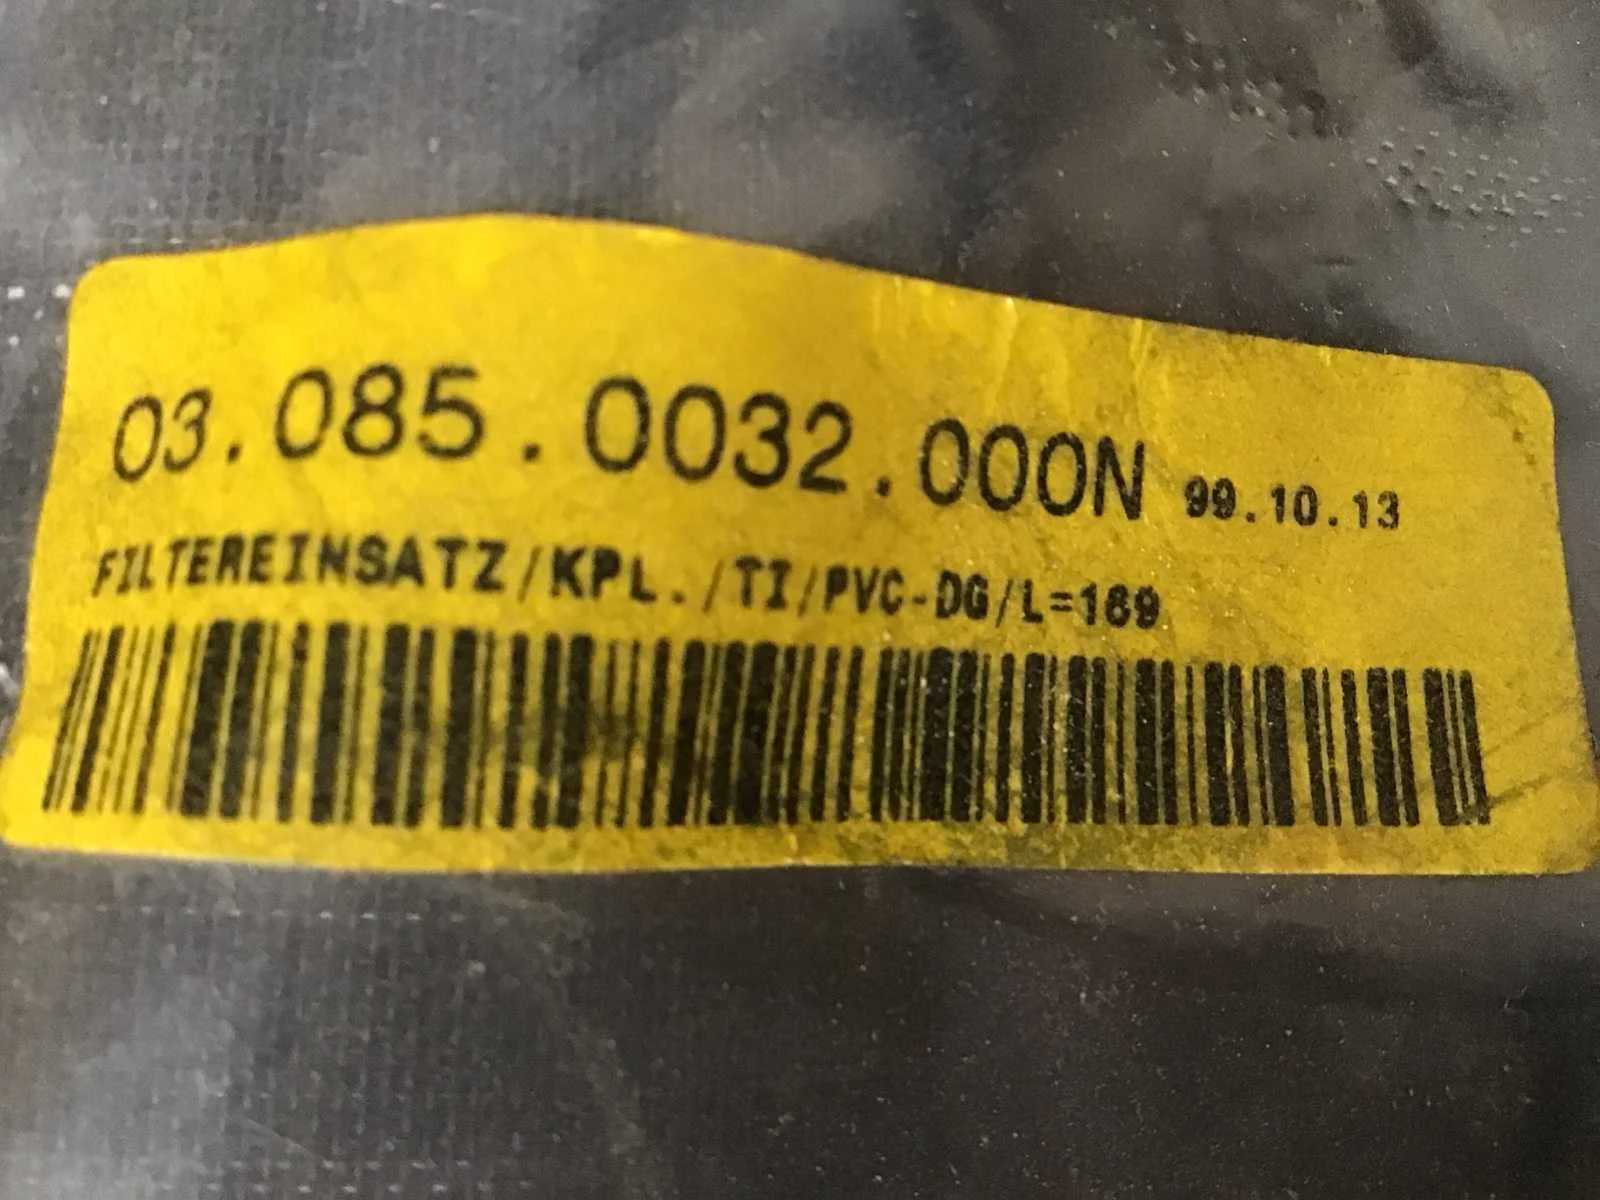 03.085.0032.000N 99.10.13
FILTEREINSATZ/KPL./TI/PVC-DG/L=169